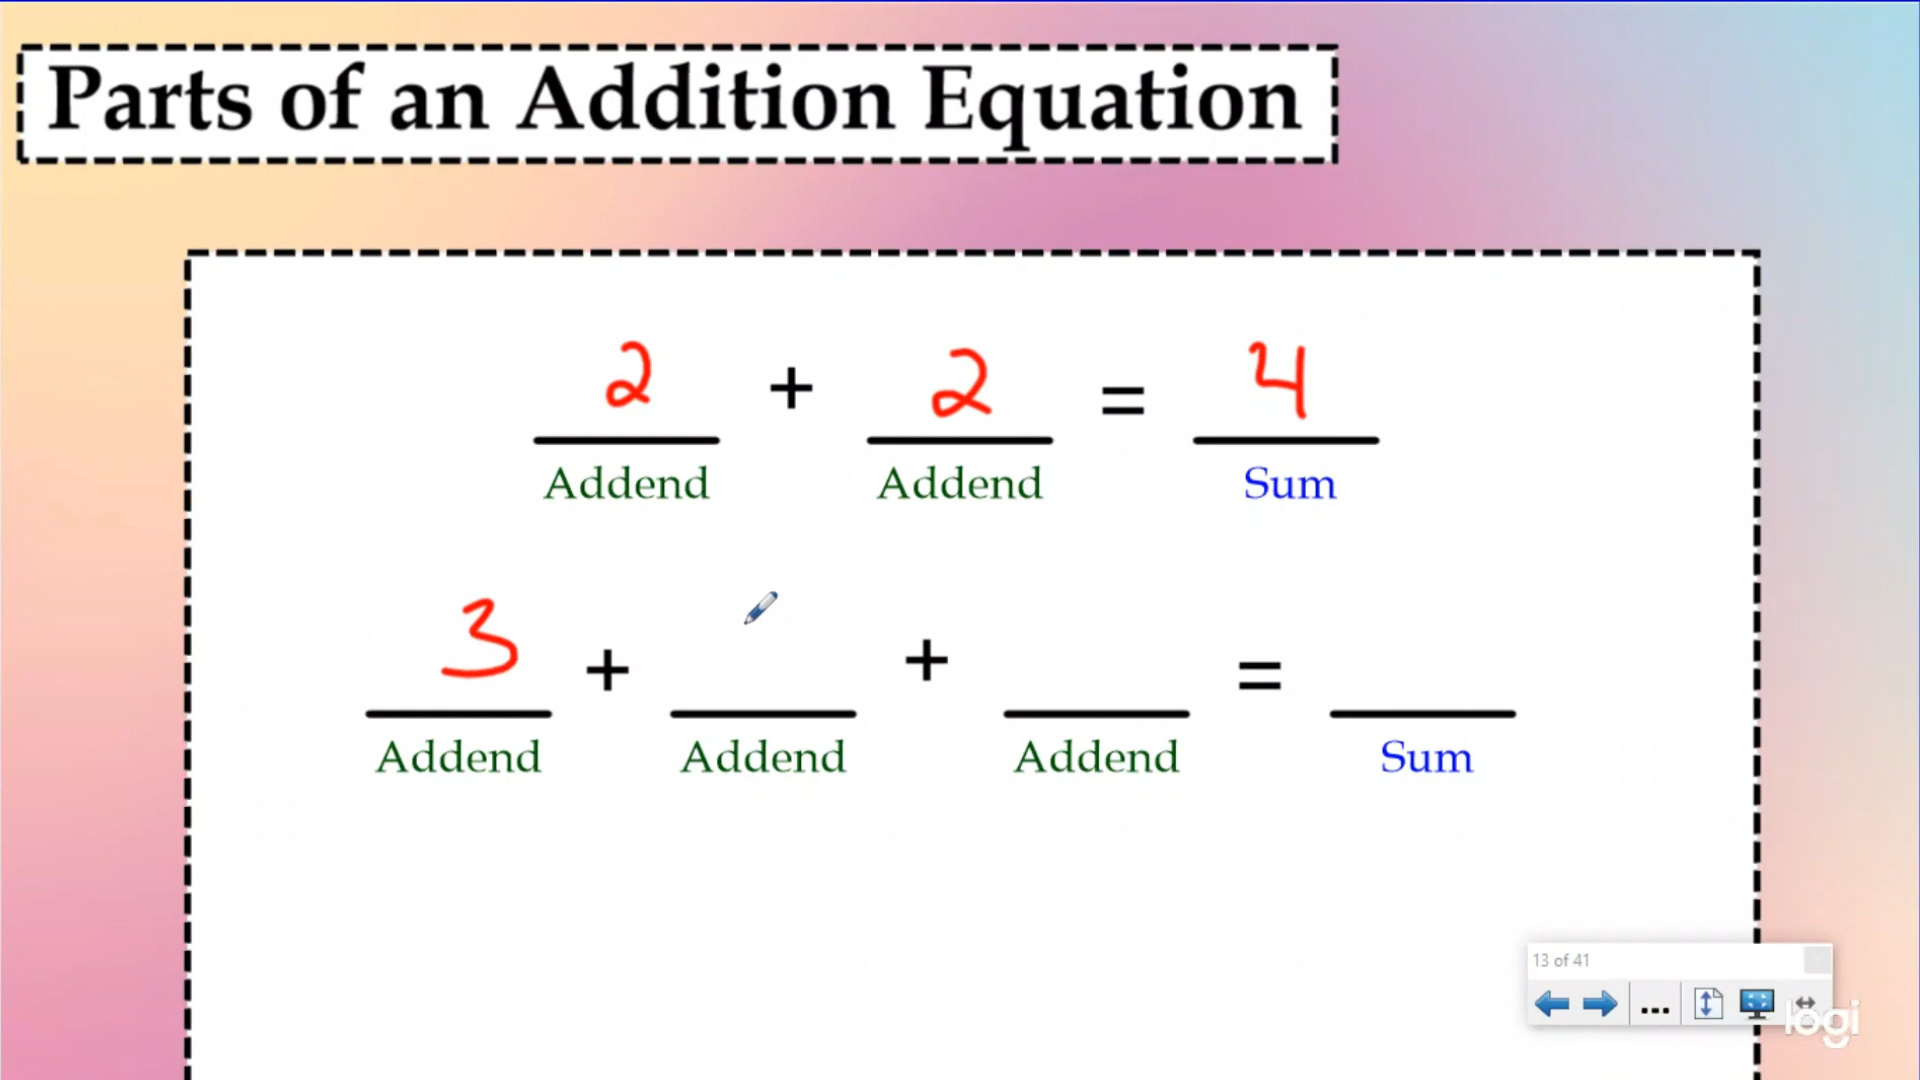 Parts of an Addition Equation
2 + 2 = 4
Addend Addend Sum
3 + + =
Addend Addend Addend Sum
13 of 41
...
logi